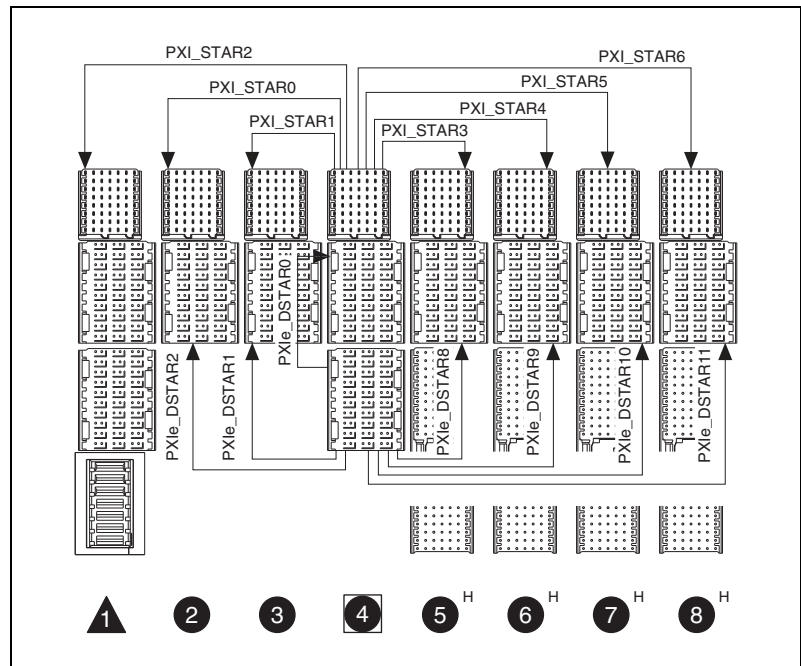 PXI_STAR2
PXI_STAR6
PXI_STAR0
PXI_STAR5
PXI_STAR1
PXI_STAR4
PXI_STAR3
PXIe_DSTAR2
PXIe_DSTAR1
PXIe_DSTAR0
PXIe_DSTAR8
PXIe_DSTAR9
PXIe_DSTAR10
PXIe_DSTAR11
1
2
3
4
5 H
6 H
7 H
8 H